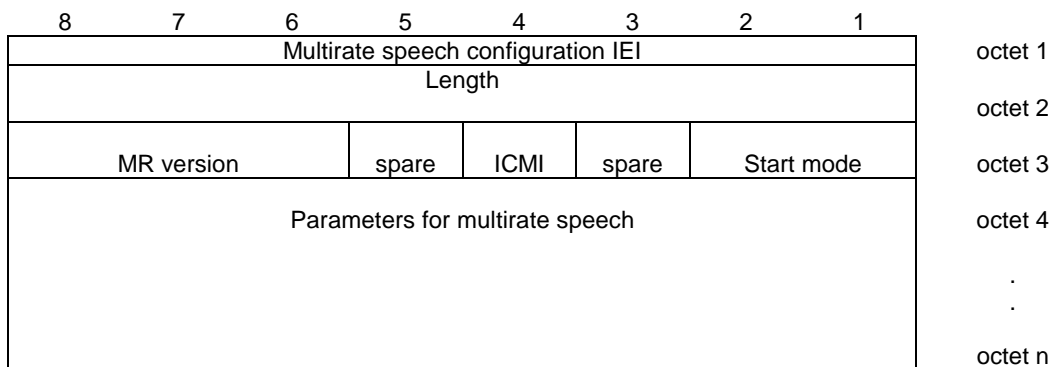 8 7 6 5 4 3 2 1
Multirate speech configuration IEI octet 1
Length
octet 2
MR version spare ICMI spare Start mode octet 3
Parameters for multirate speech octet 4
.
.
octet n